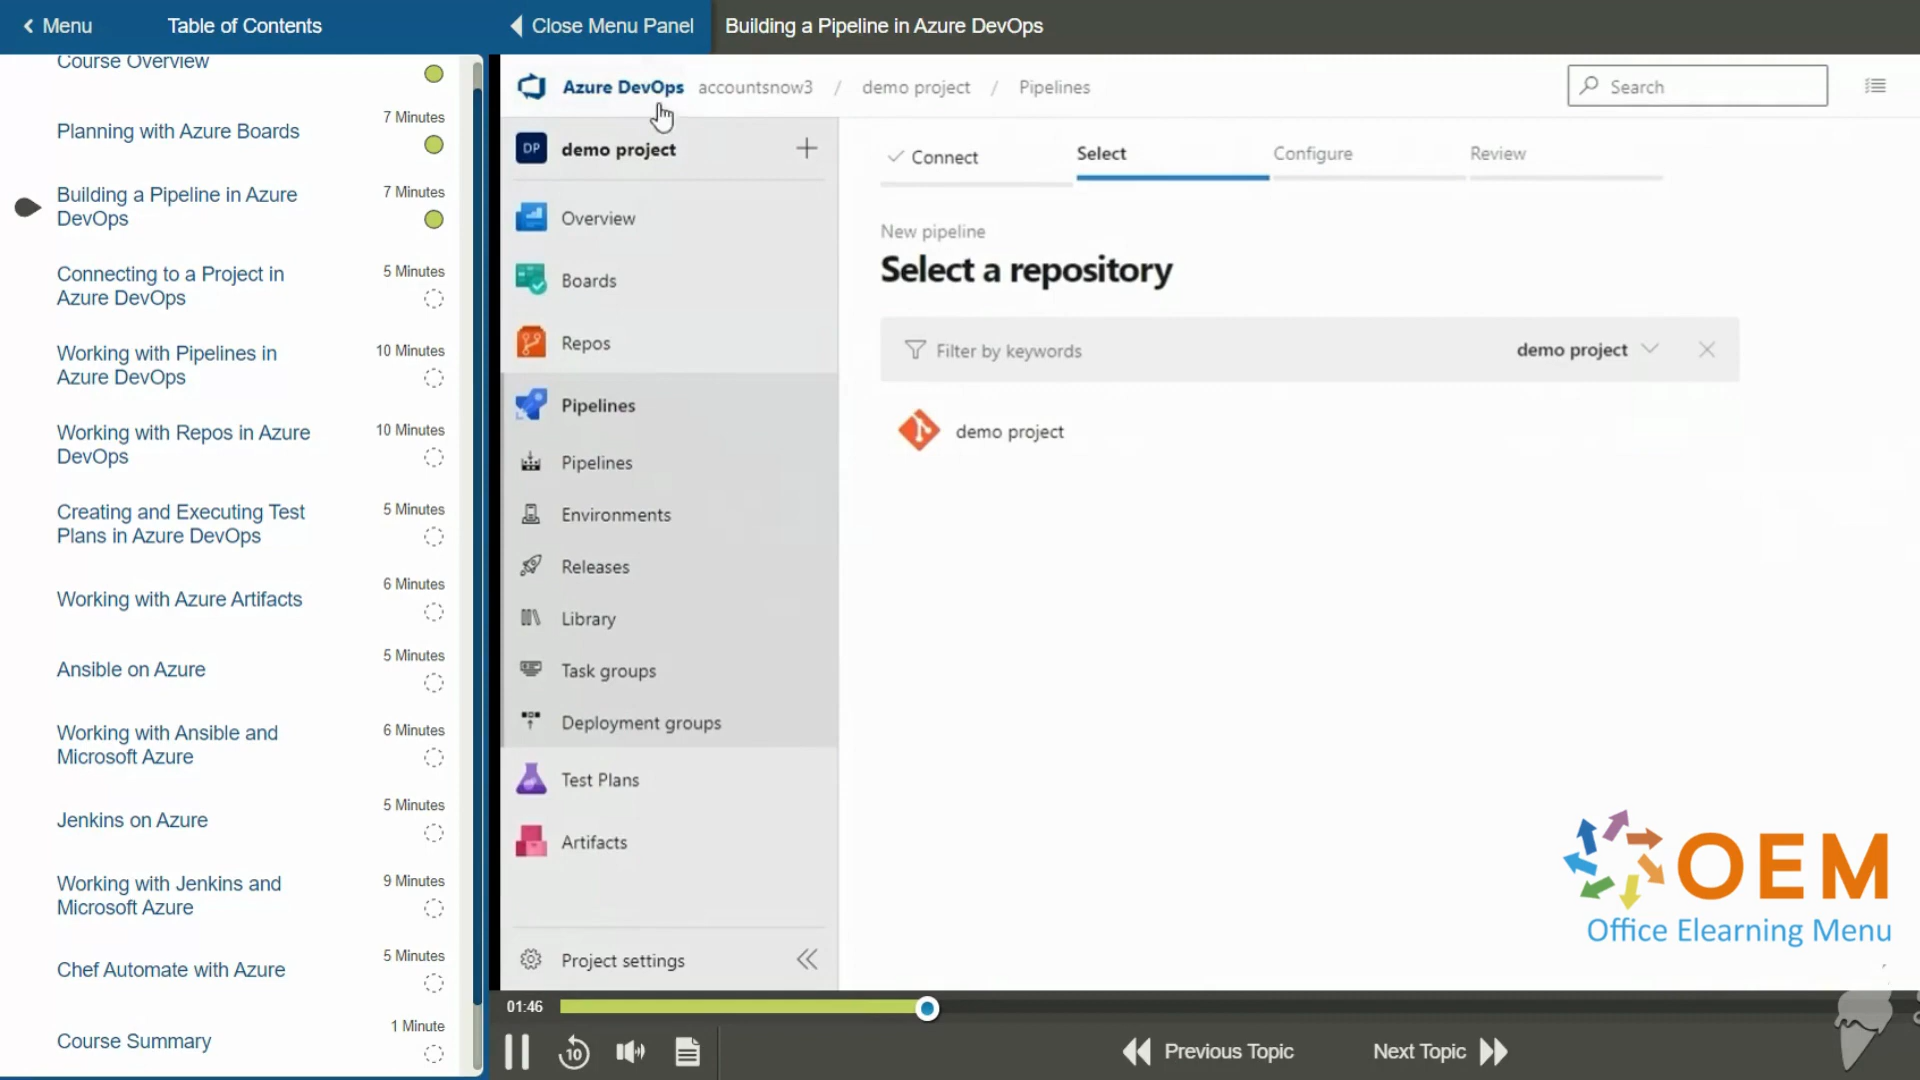 Menu
Table of Contents
Close Menu Panel
Building a Pipeline in Azure DevOps
Course Overview
7 Minutes
Planning with Azure Boards
7 Minutes
Building a Pipeline in Azure
DevOps
5 Minutes
Connecting to a Project in
Azure DevOps
10 Minutes
Working with Pipelines in
Azure DevOps
10 Minutes
Working with Repos in Azure
DevOps
5 Minutes
Creating and Executing Test
Plans in Azure DevOps
6 Minutes
Working with Azure Artifacts
5 Minutes
Ansible on Azure
6 Minutes
Working with Ansible and
Microsoft Azure
5 Minutes
Jenkins on Azure
9 Minutes
Working with Jenkins and
Microsoft Azure
5 Minutes
Chef Automate with Azure
1 Minute
Course Summary
Azure DevOps accountsnow3 / demo project / Pipelines
Search
DP demo project
Overview
Boards
Repos
Pipelines
Pipelines
Environments
Releases
Library
Task groups
Deployment groups
Test Plans
Artifacts
Project settings
Connect
Select
Configure
Review
New pipeline
Select a repository
Filter by keywords
demo project
demo project
OEM
Office Elearning Menu
01:46
10
Previous Topic
Next Topic